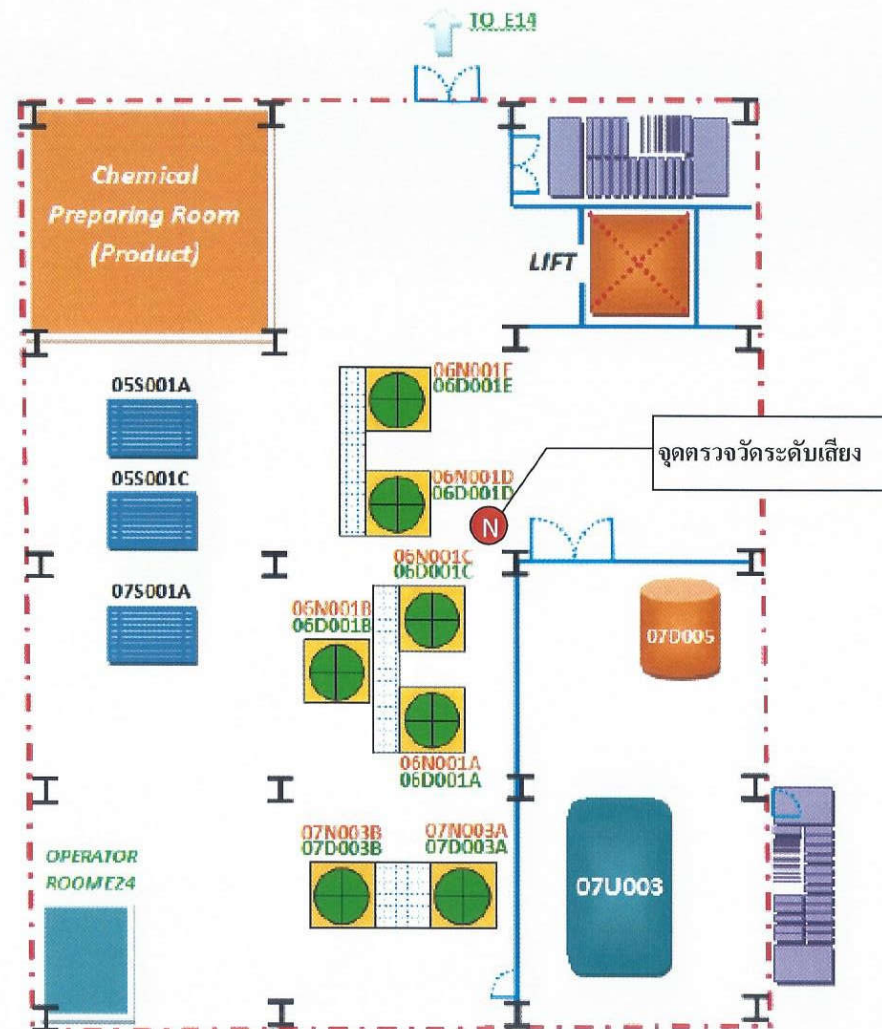 TO E14
Chemical
Preparing Room
(Product)
LIFT
05S001A
06N001E
06D001E
จุดตรวจวัดระดับเสียง
05S001C
06N001D
06D001D
N
06N001C
06D001C
07S001A
06N001B
06D001B
07D005
06N001A
06D001A
07N003B
07D003B
07N003A
07D003A
OPERATOR
ROOM E24
07U003